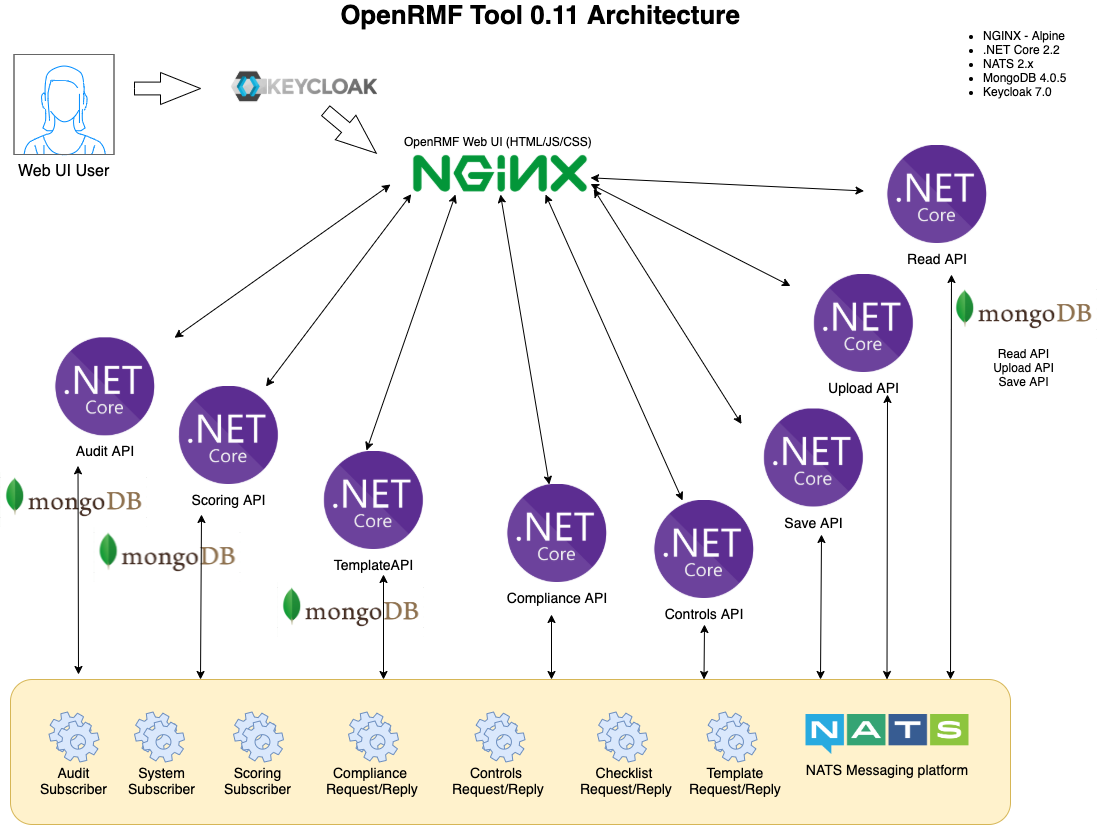 OpenRMF Tool 0.11 Architecture
NGINX - Alpine
.NET Core 2.2
NATS 2.x
MongoDB 4.0.5
Keycloak 7.0
KEYCLOAK
Web UI User
OpenRMF Web UI (HTML/JS/CSS)
NGiNX
.NET
Core
Read API
mongoDB
Read API
Upload API
Save API
.NET
Core
Upload API
.NET
Core
Audit API
mongoDB
.NET
Core
Scoring API
mongoDB
.NET
Core
TemplateAPI
mongoDB
.NET
Core
Compliance API
.NET
Core
Controls API
.NET
Core
Save API
Audit
Subscriber
System
Subscriber
Scoring
Subscriber
Compliance
Request/Reply
Controls
Request/Reply
Checklist
Request/Reply
Template
Request/Reply
NATS
NATS Messaging platform